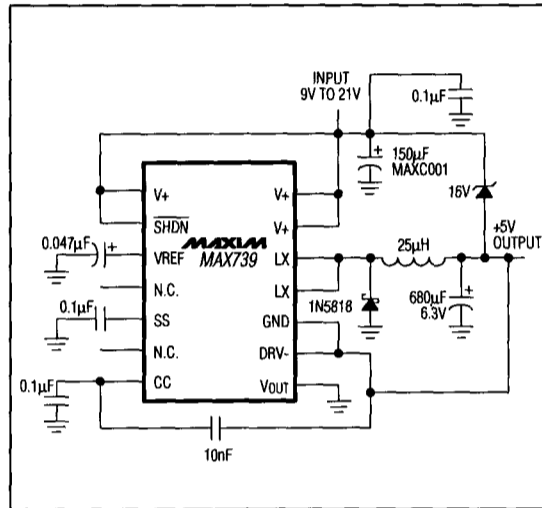 INPUT
9V TO 21V
0.1µF
150µF
MAXC001
+
16V
+5V
OUTPUT
V+
V+
SHDN
V+
0.047µF
+
VREF
MAXIM
MAX739
LX
25µH
N.C.
LX
0.1µF
SS
GND
1N5818
680µF
6.3V
+
N.C.
DRV-
0.1µF
CC
VOUT
10nF